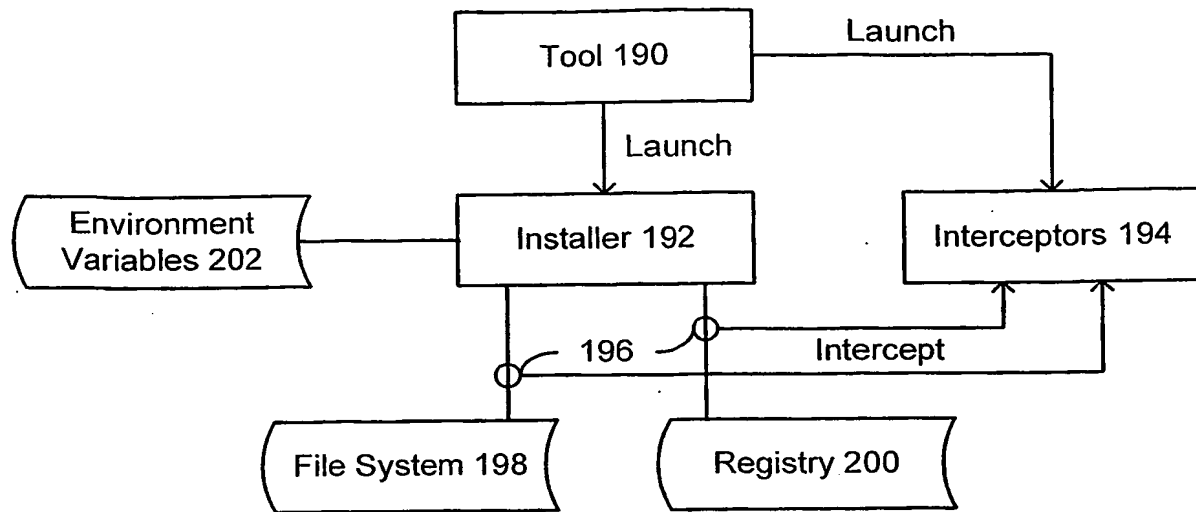 Launch
Tool 190
Launch
Environment
Variables 202
Installer 192
Interceptors 194
196
Intercept
File System 198
Registry 200